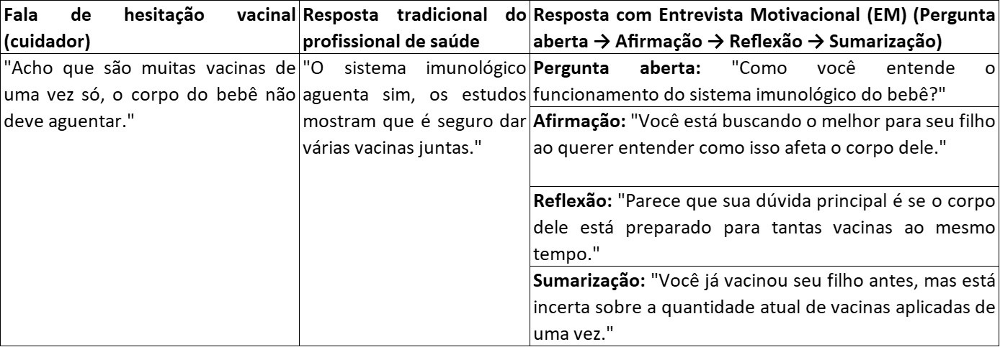 Fala de hesitação vacinal
(cuidador)
Resposta tradicional do
profissional de saúde
Resposta com Entrevista Motivacional (EM) (Pergunta
aberta → Afirmação → Reflexão → Sumarização)
"Acho que são muitas vacinas de
uma vez só, o corpo do bebê não
deve aguentar."
"O sistema imunológico
aguenta sim, os estudos
mostram que é seguro dar
várias vacinas juntas."
Pergunta aberta: "Como você entende o
funcionamento do sistema imunológico do bebê?"
Afirmação: "Você está buscando o melhor para seu filho
ao querer entender como isso afeta o corpo dele."
Reflexão: "Parece que sua dúvida principal é se o corpo
dele está preparado para tantas vacinas ao mesmo
tempo."
Sumarização: "Você já vacinou seu filho antes, mas está
incerta sobre a quantidade atual de vacinas aplicadas de
uma vez."